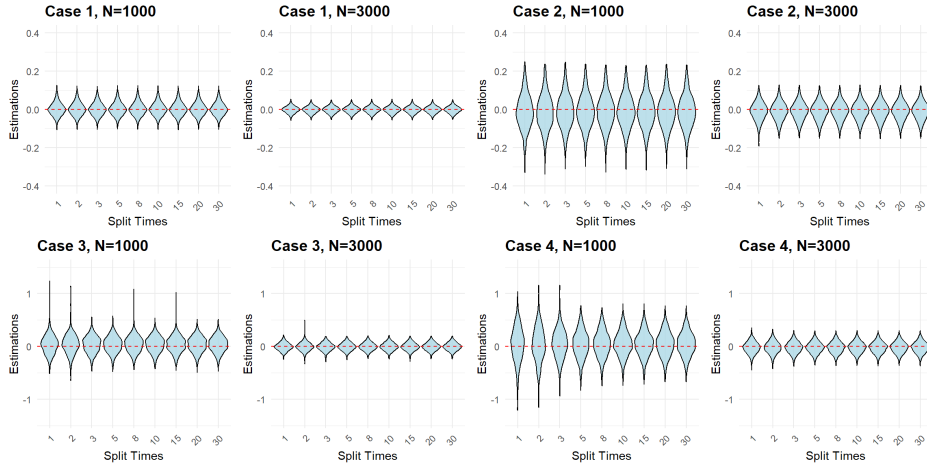 Case 1, N=1000
Estimations
0.4
0.2
0.0
-0.2
-0.4
1 2 3 5 8 10 15 20 30
Split Times
Case 1, N=3000
Estimations
0.4
0.2
0.0
-0.2
-0.4
1 2 3 5 8 10 15 20 30
Split Times
Case 2, N=1000
Estimations
0.4
0.2
0.0
-0.2
-0.4
1 2 3 5 8 10 15 20 30
Split Times
Case 2, N=3000
Estimations
0.4
0.2
0.0
-0.2
-0.4
1 2 3 5 8 10 15 20 30
Split Times
Case 3, N=1000
Estimations
1
0
-1
1 2 3 5 8 10 15 20 30
Split Times
Case 3, N=3000
Estimations
1
0
-1
1 2 3 5 8 10 15 20 30
Split Times
Case 4, N=1000
Estimations
1
0
-1
1 2 3 5 8 10 15 20 30
Split Times
Case 4, N=3000
Estimations
1
0
-1
1 2 3 5 8 10 15 20 30
Split Times